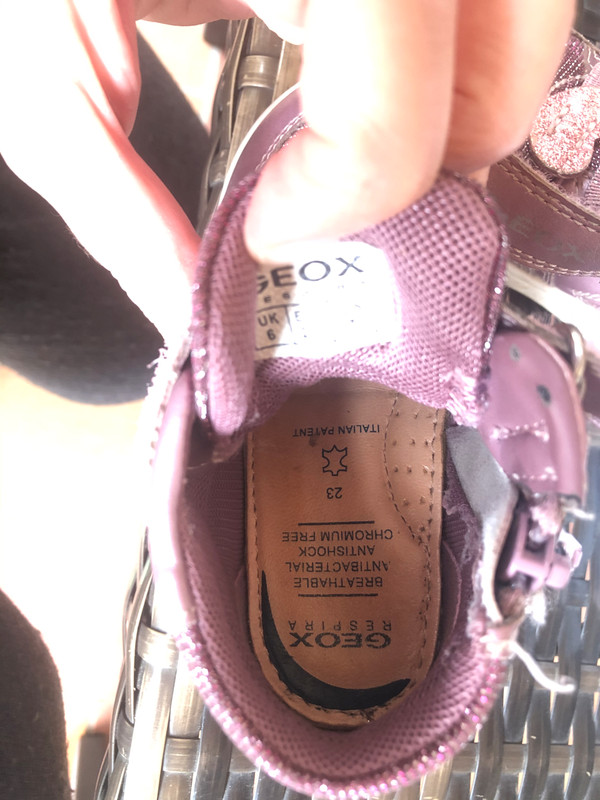 GEOX
UK
6
GEOX
RESPIRA
BREATHABLE
ANTIBACTERIAL
ANTISHOCK
CHROMIUM FREE
23
ITALIAN PATENT